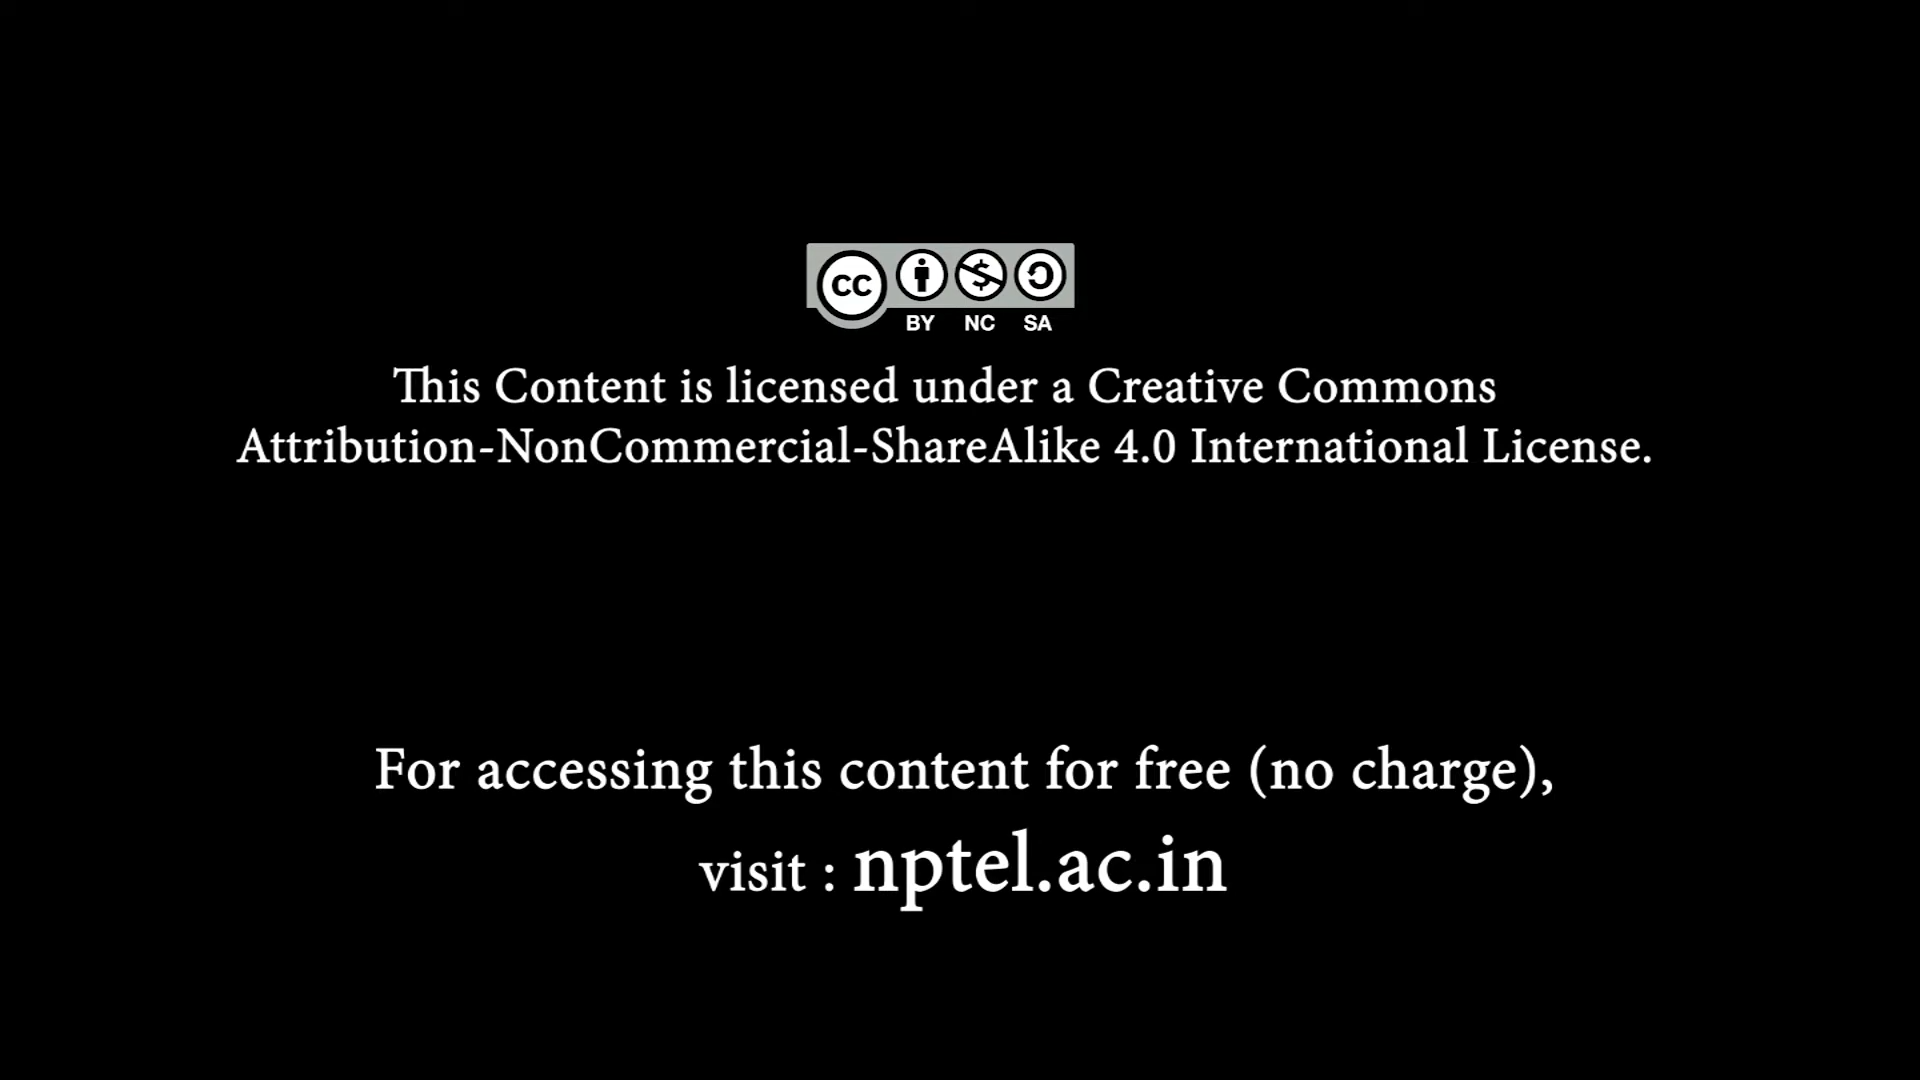 cc
BY NC SA
This Content is licensed under a Creative Commons
Attribution-NonCommercial-ShareAlike 4.0 International License.
For accessing this content for free (no charge),
visit : nptel.ac.in